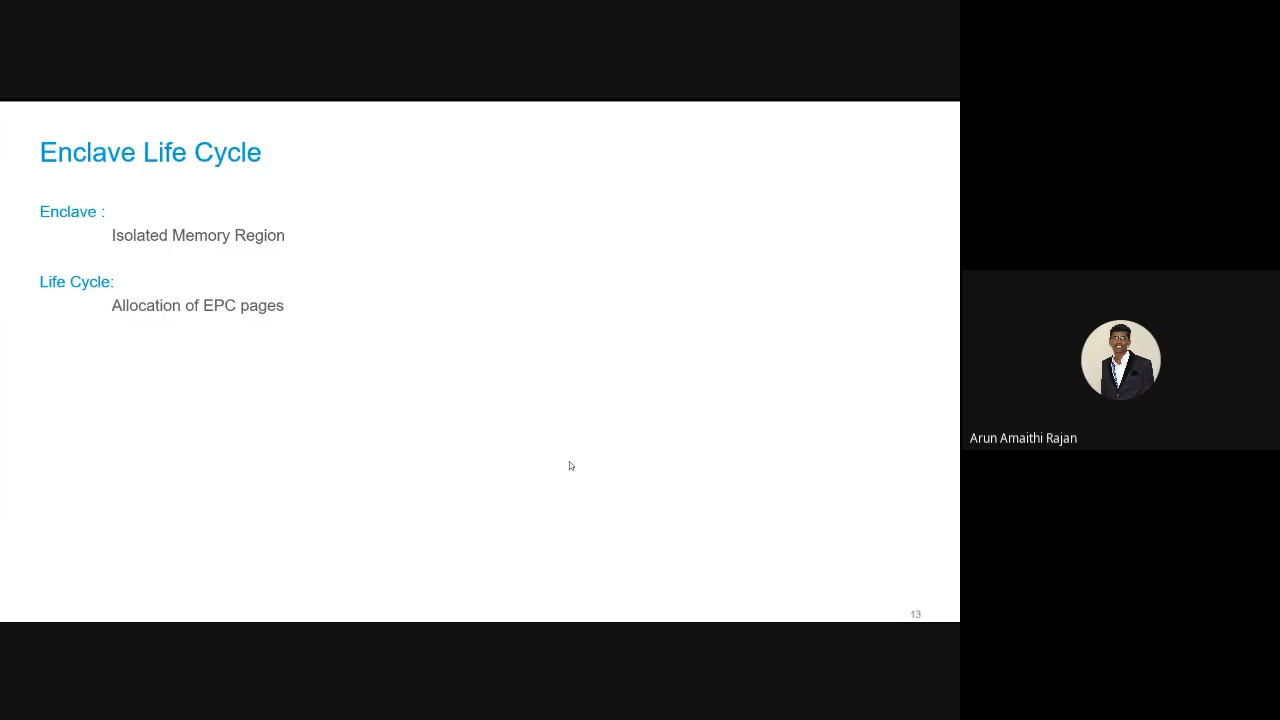 Enclave Life Cycle
Enclave :
Isolated Memory Region
Life Cycle:
Allocation of EPC pages
13
Arun Amaithi Rajan